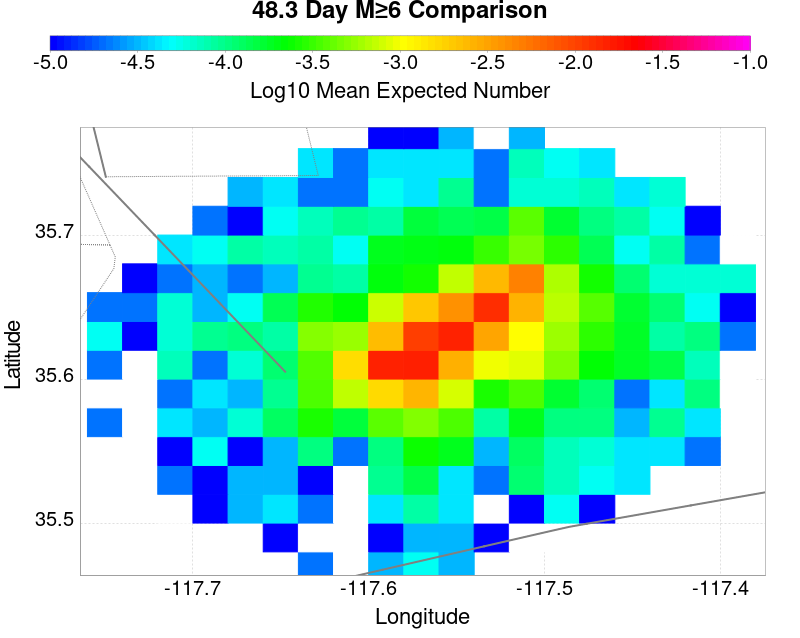 48.3 Day M≥6 Comparison
-5.0 -4.5 -4.0 -3.5 -3.0 -2.5 -2.0 -1.5 -1.0
Log10 Mean Expected Number
35.7
35.6
35.5
Latitude
-117.7 -117.6 -117.5 -117.4
Longitude